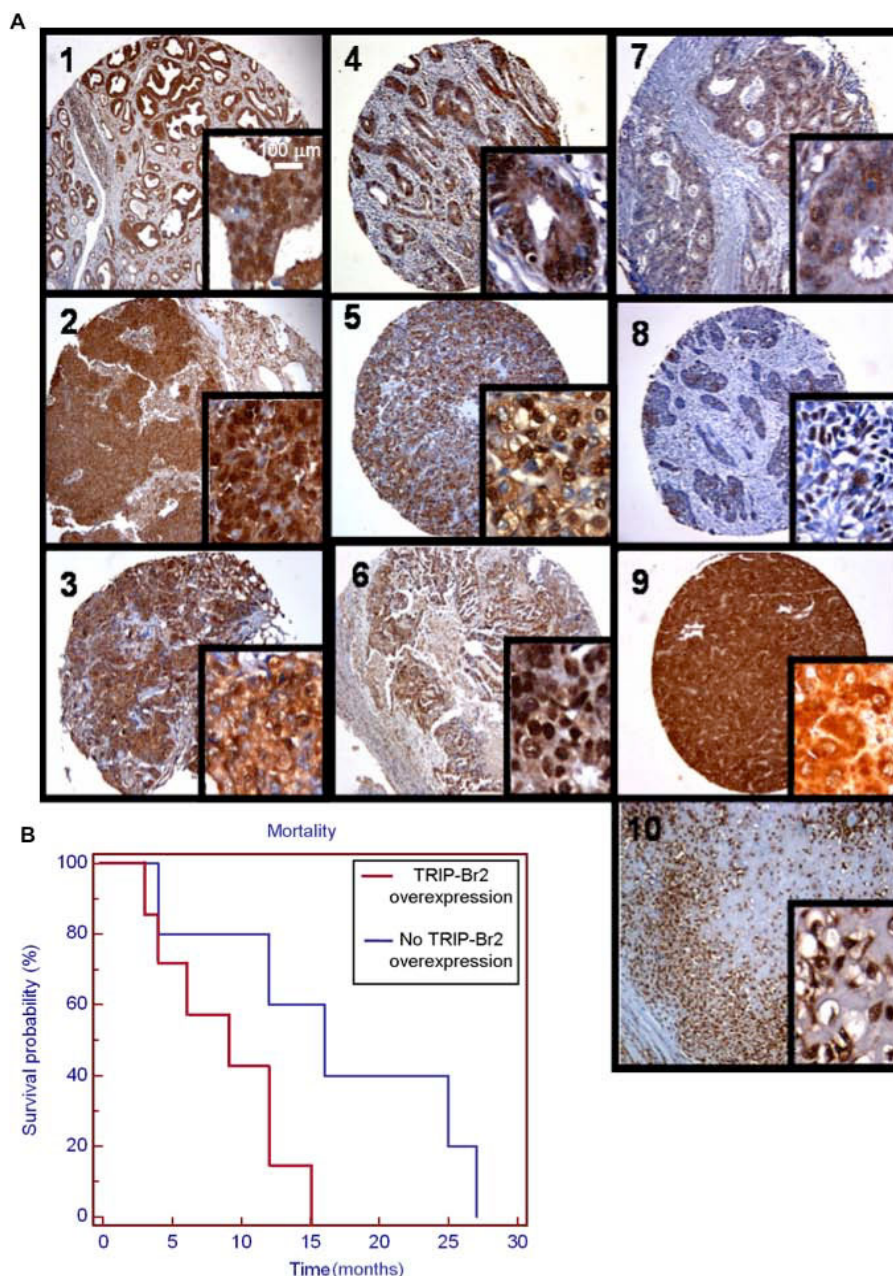 A
1
4
7
100 μm
2
5
8
3
6
9
10
B
Mortality
TRIP-Br2
overexpression
No TRIP-Br2
overexpression
Survival probability (%)
100
80
60
40
20
0
0 5 10 15 20 25 30
Time(months)